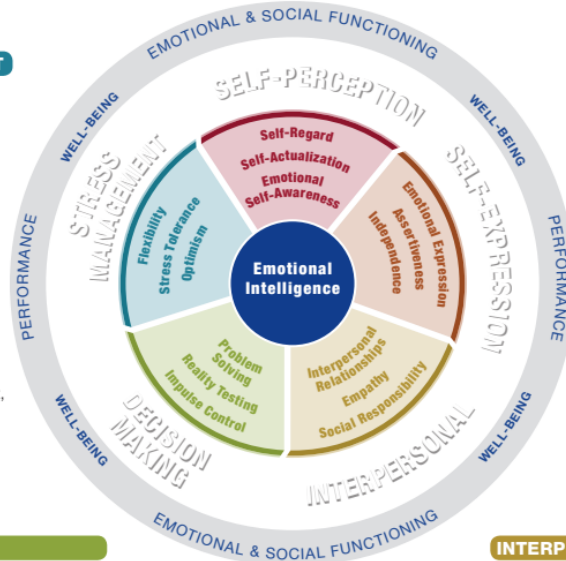 EMOTIONAL & SOCIAL FUNCTIONING
T
WELL-BEING
WELL-BEING
SELF-PERCEPTION
Self-Regard
Self-Actualization
Emotional
Self-Awareness
STRESS
MANAGEMENT
Flexibility
Stress Tolerance
Optimism
SELF-EXPRESSION
Emotional Expression
Assertiveness
Independence
PERFORMANCE
PERFORMANCE
Emotional
Intelligence
Problem
Solving
Reality Testing
Impulse Control
DECISION
MAKING
Interpersonal
Relationships
Empathy
Social Responsibility
INTERPERSONAL
,
WELL-BEING
WELL-BEING
EMOTIONAL & SOCIAL FUNCTIONING
INTERP